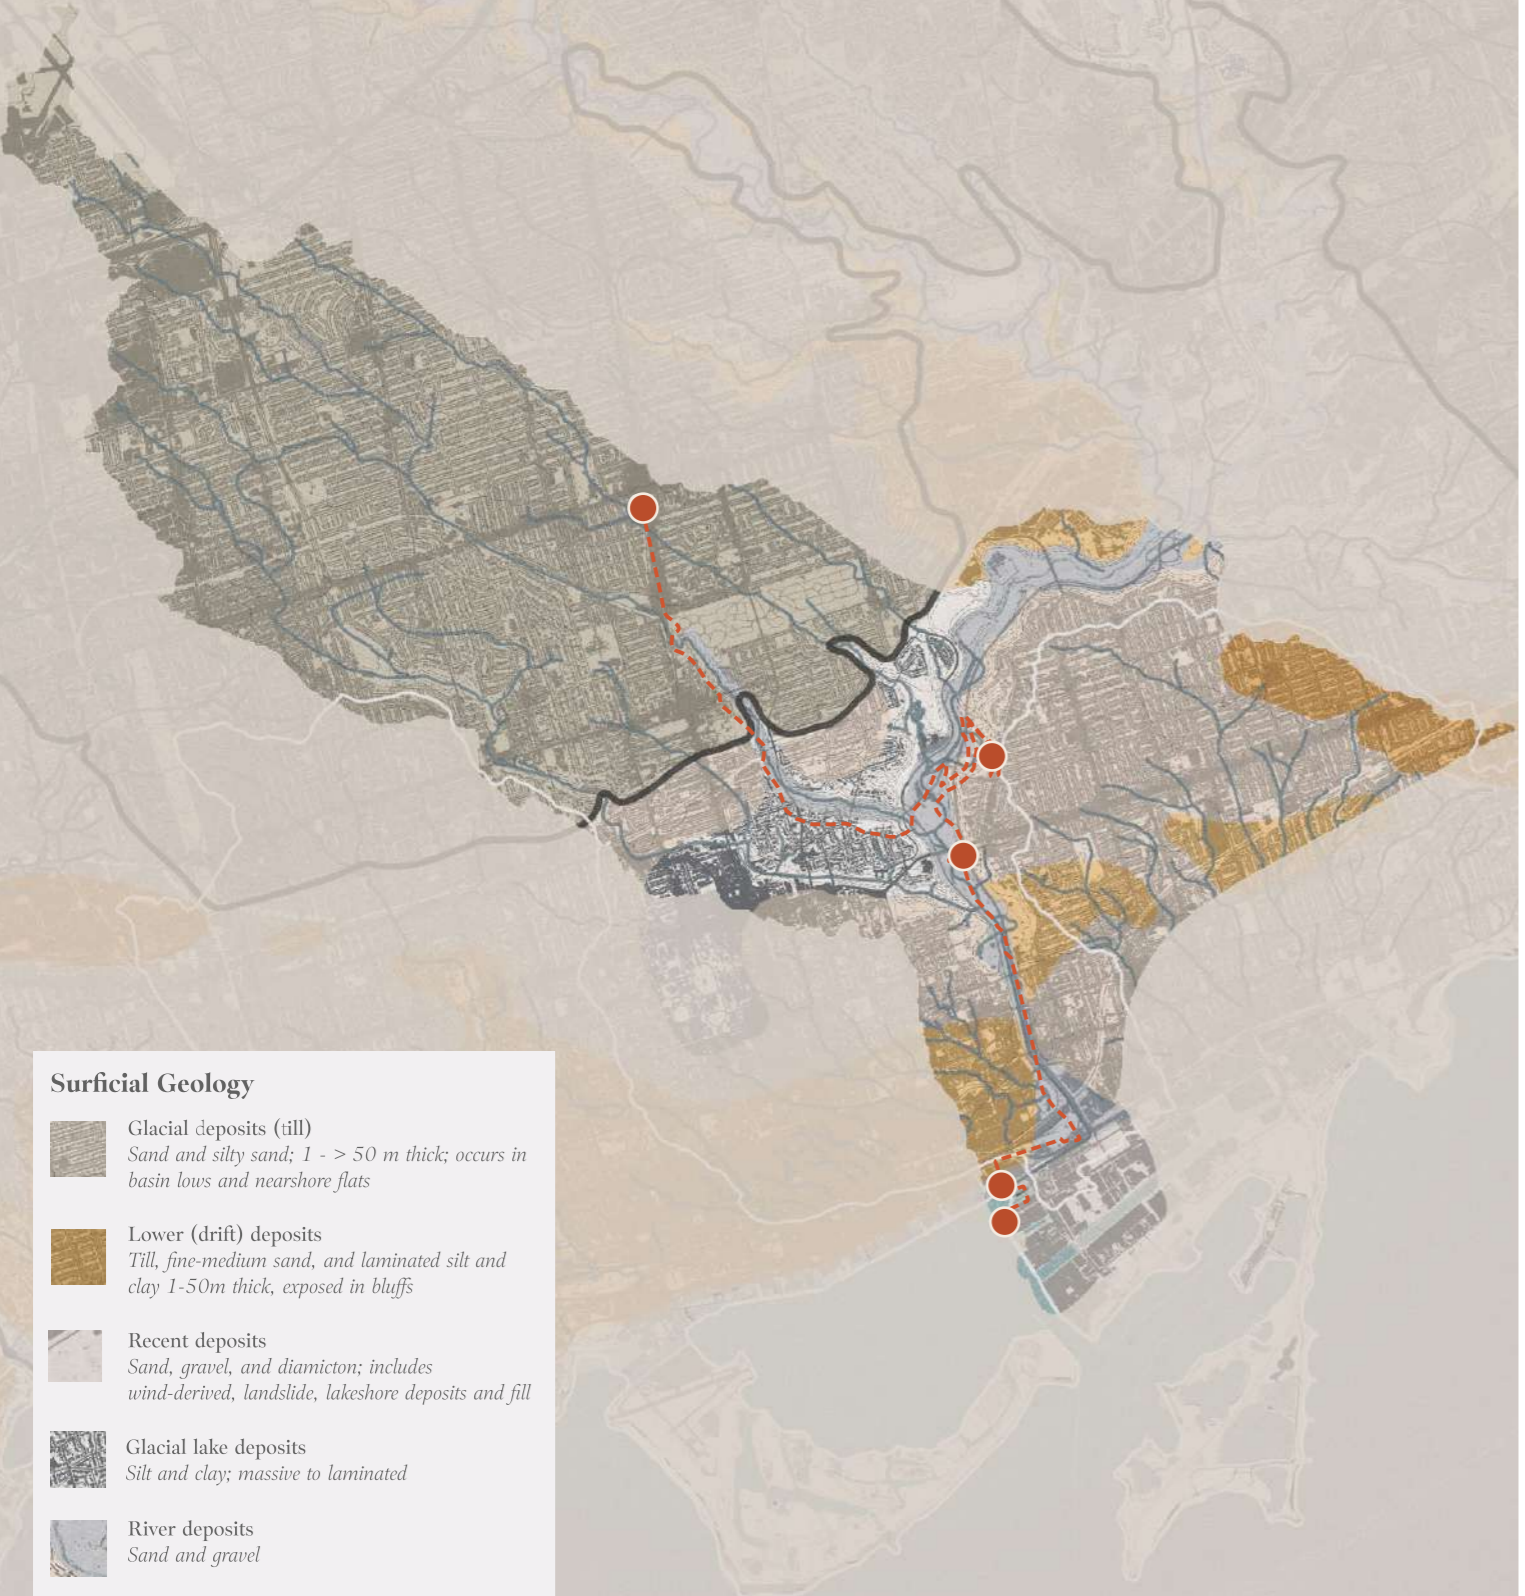 Surficial Geology
Glacial deposits (till)
Sand and silty sand; 1 - > 50 m thick; occurs in
basin lows and nearshore flats
Lower (drift) deposits
Till, fine-medium sand, and laminated silt and
clay 1-50m thick, exposed in bluffs
Recent deposits
Sand, gravel, and diamicton; includes
wind-derived, landslide, lakeshore deposits and fill
Glacial lake deposits
Silt and clay; massive to laminated
River deposits
Sand and gravel